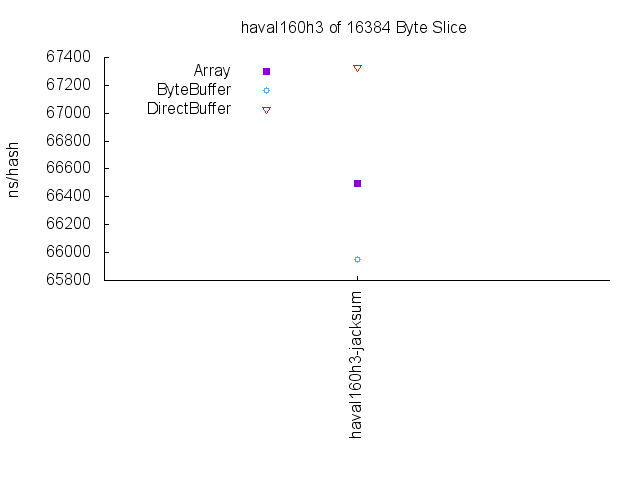 haval160h3 of 16384 Byte Slice
67400
67200
67000
66800
66600
66400
66200
66000
65800
ns/hash
Array
ByteBuffer
DirectBuffer
haval160h3-jacksum